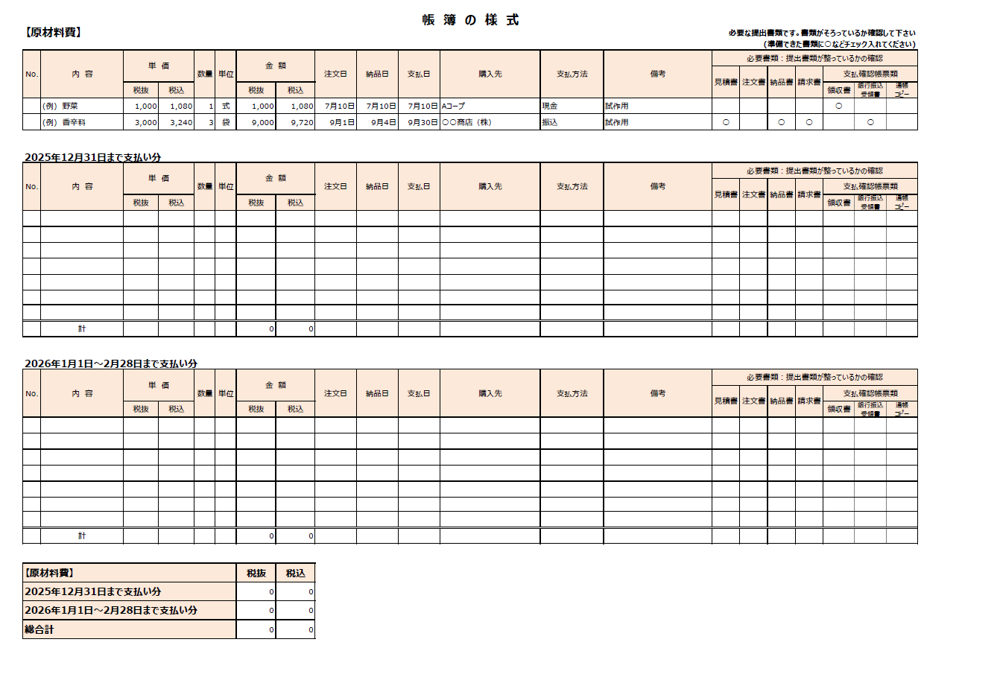 帳 簿 の 様 式
【原材料費】
必要な提出書類です。書類がそろっているか確認して下さい
(準備できた書類に○などチェック入れてください)
No. 内 容 単 価 数量 単位 金 額 注文日 納品日 支払日 購入先 支払方法 備考 必要書類：提出書類が整っているかの確認
見積書 注文書 納品書 請求書 支払確認帳票類
税抜 税込 税抜 税込 領収書 銀行振込受領書 通帳コピー
(例) 野菜 1,000 1,080 1 式 1,000 1,080 7月10日 7月10日 7月10日 Aコープ 現金 試作用 ○
(例) 香辛料 3,000 3,240 3 袋 9,000 9,720 9月1日 9月4日 9月30日 ○○商店（株） 振込 試作用 ○ ○ ○ ○
2025年12月31日まで支払い分
No. 内 容 単 価 数量 単位 金 額 注文日 納品日 支払日 購入先 支払方法 備考 必要書類：提出書類が整っているかの確認
見積書 注文書 納品書 請求書 支払確認帳票類
税抜 税込 税抜 税込 領収書 銀行振込受領書 通帳コピー
計 0 0
2026年1月1日～2月28日まで支払い分
No. 内 容 単 価 数量 単位 金 額 注文日 納品日 支払日 購入先 支払方法 備考 必要書類：提出書類が整っているかの確認
見積書 注文書 納品書 請求書 支払確認帳票類
税抜 税込 税抜 税込 領収書 銀行振込受領書 通帳コピー
計 0 0
【原材料費】 税抜 税込
2025年12月31日まで支払い分 0 0
2026年1月1日～2月28日まで支払い分 0 0
総合計 0 0